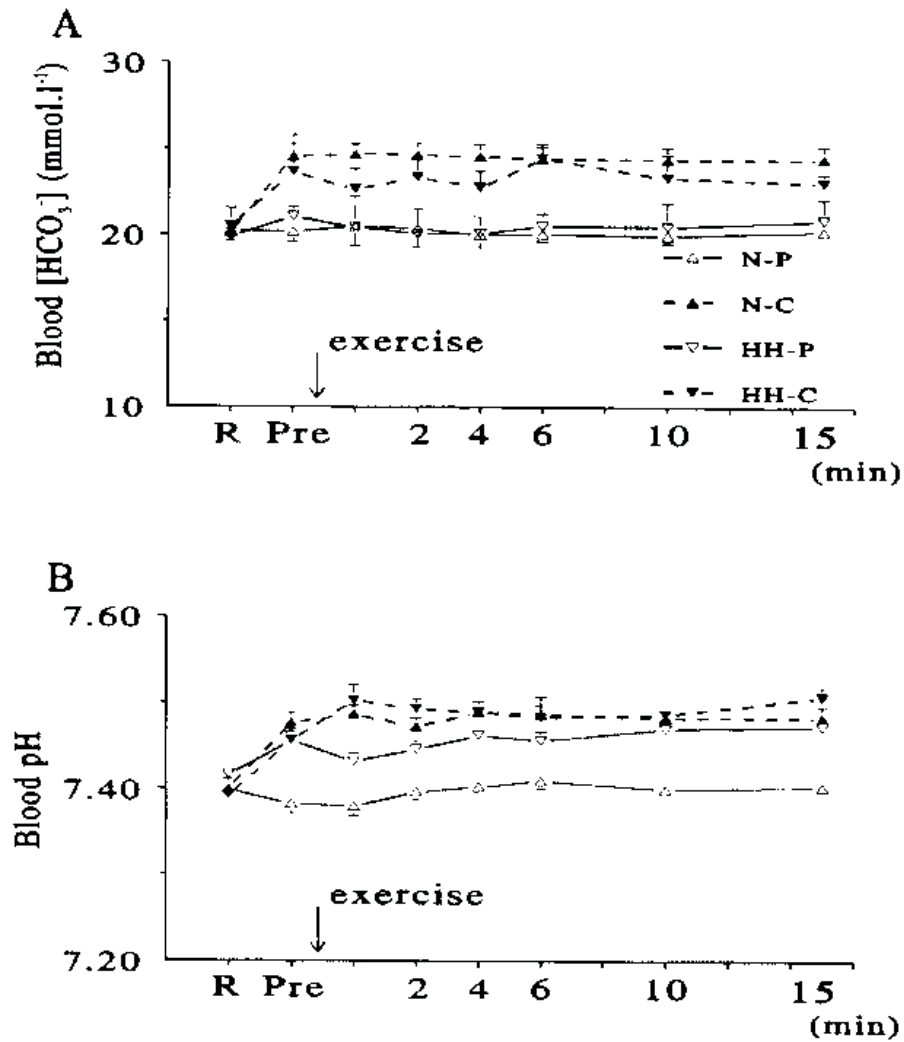 A
Blood [HCO₃] (mmol.l⁻¹)
30
20
10
N-P
N-C
HH-P
HH-C
exercise
R Pre 2 4 6 10 15
(min)
B
Blood pH
7.60
7.40
7.20
exercise
R Pre 2 4 6 10 15
(min)